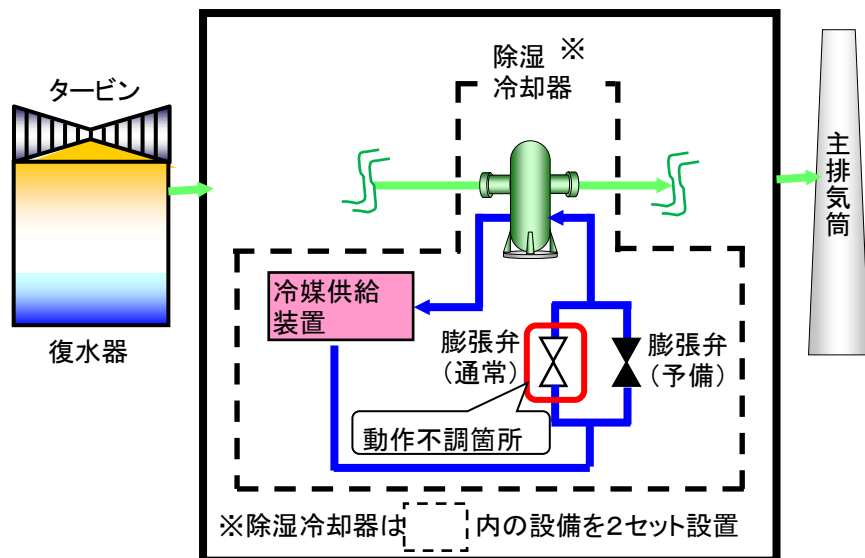 除湿 ※
冷却器
タービン
主排気筒
冷媒供給
装置
復水器
膨張弁
（通常）
膨張弁
（予備）
動作不調箇所
※除湿冷却器は 内の設備を２セット設置